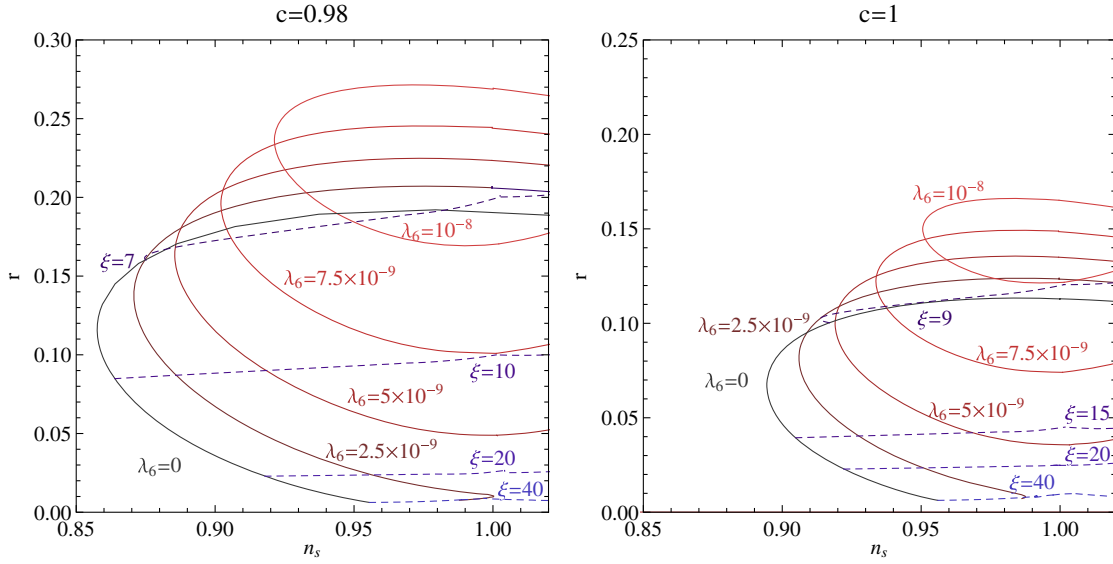 c=0.98
0.30
0.25
0.20
0.15
0.10
0.05
0.00
r
λ₆=10⁻⁸
ξ=7
λ₆=7.5×10⁻⁹
ξ=10
λ₆=5×10⁻⁹
λ₆=2.5×10⁻⁹
λ₆=0
ξ=20
ξ=40
0.85 0.90 0.95 1.00
nₛ
c=1
0.25
0.20
0.15
0.10
0.05
0.00
r
λ₆=10⁻⁸
λ₆=2.5×10⁻⁹
ξ=9
λ₆=7.5×10⁻⁹
λ₆=0
λ₆=5×10⁻⁹
ξ=15
ξ=20
ξ=40
0.85 0.90 0.95 1.00
nₛ